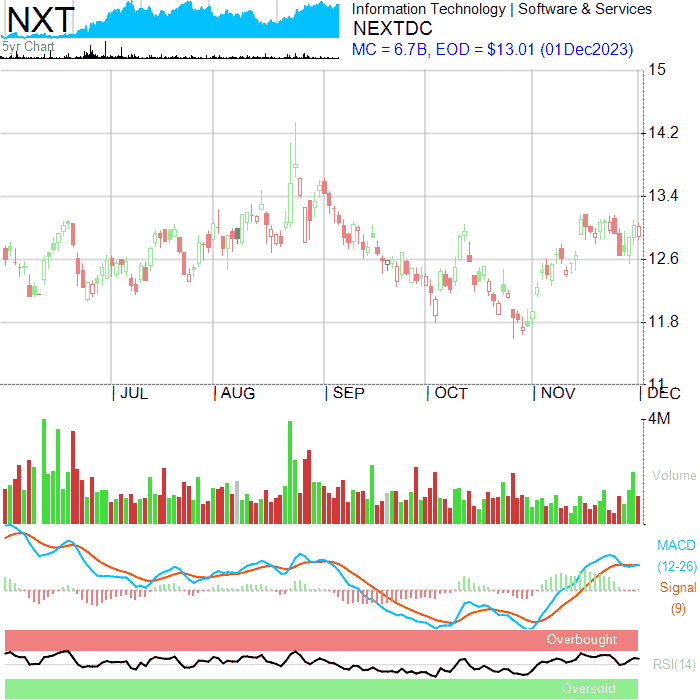 NXT
5yr Chart
Information Technology | Software & Services
NEXTDC
MC = 6.7B, EOD = $13.01 (01Dec2023)
15
14.2
13.4
12.6
11.8
11
| JUL | AUG | SEP | OCT | NOV | DEC
4M
Volume
MACD
(12-26)
Signal
(9)
Overbought
RSI(14)
Oversold